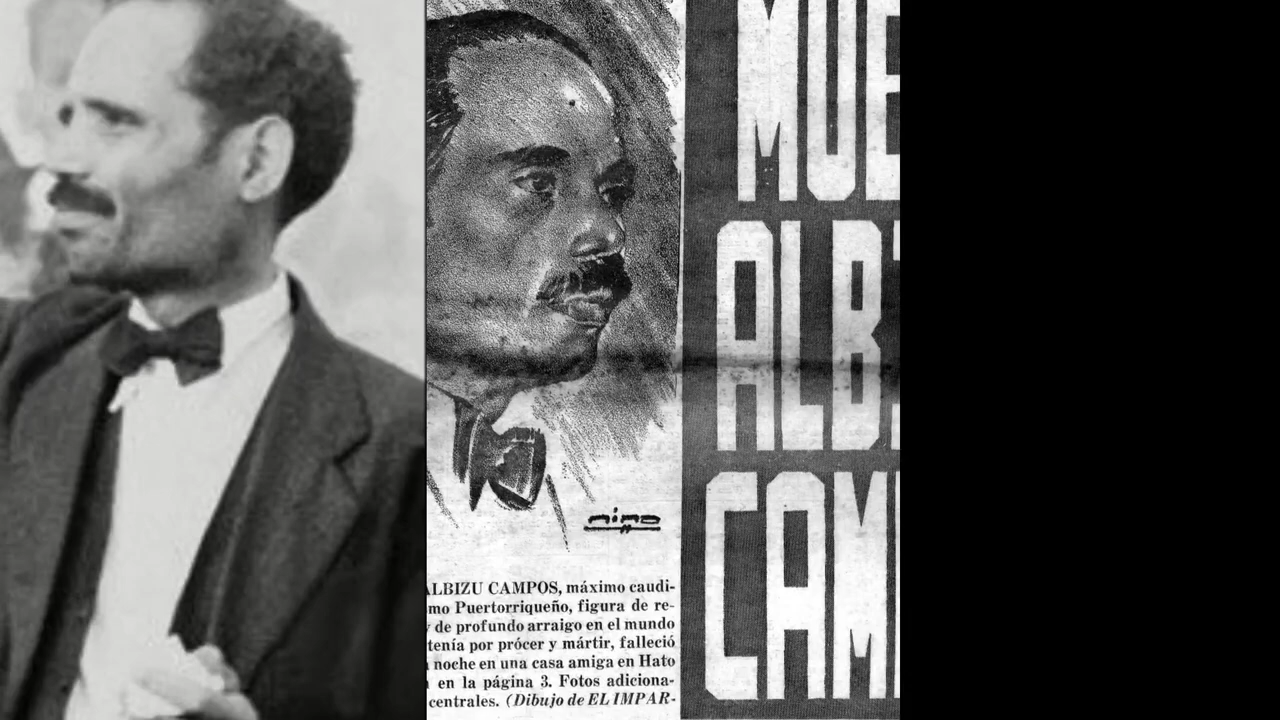 MUE
ALBI
CAM
nino
ALBIZU CAMPOS, máximo caudi-
mo Puertorriqueño, figura de re-
y de profundo arraigo en el mundo
tenía por prócer y mártir, falleció
noche en una casa amiga en Hato
en la página 3. Fotos adiciona-
centrales. (Dibujo de EL IMPAR-